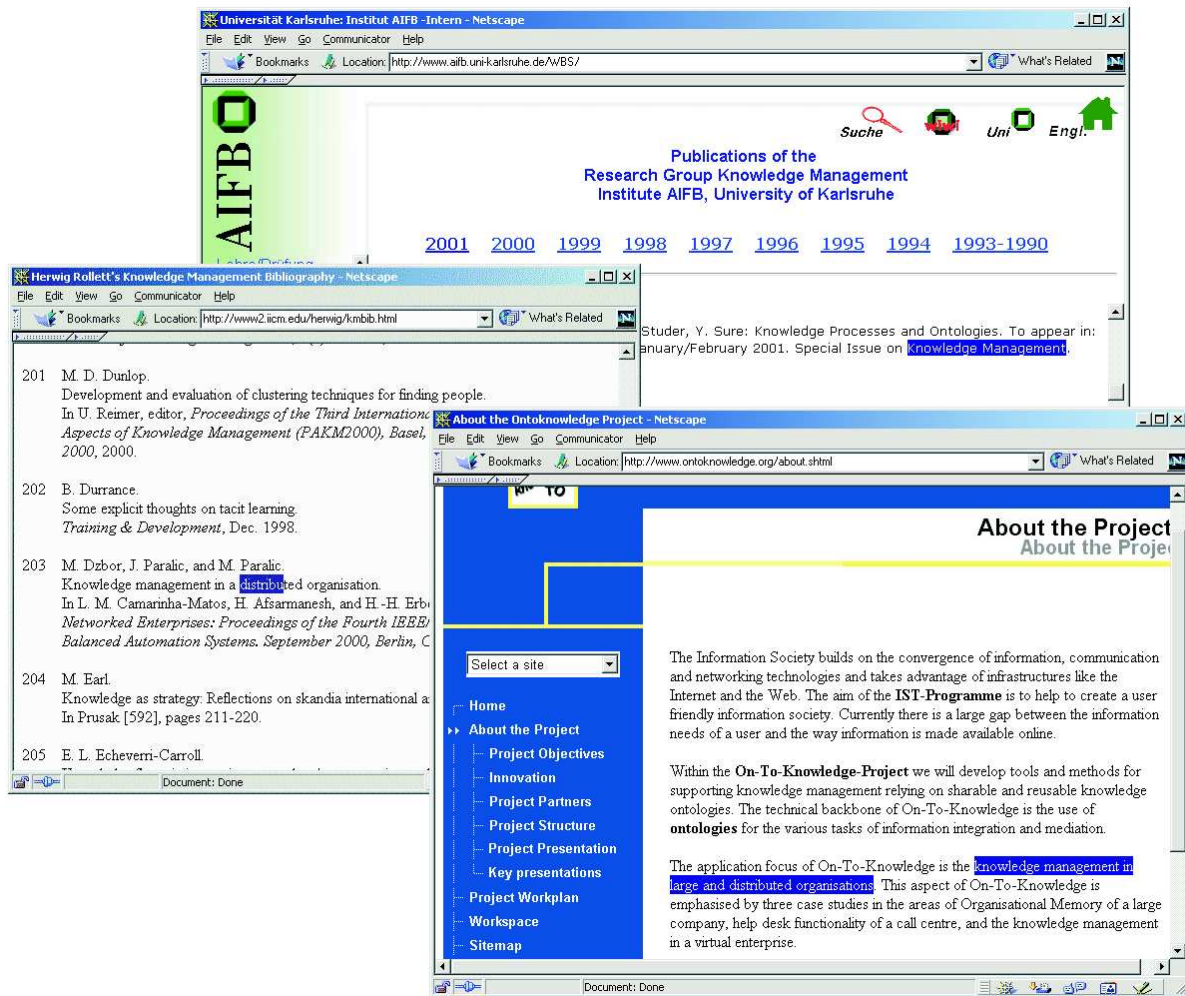 Universität Karlsruhe: Institut AIFB -Intern - Netscape
File Edit View Go Communicator Help
Bookmarks Location: http://www.aifb.uni-karlsruhe.de/WBS/ What's Related
AIFB
Suche Uni Engl.
Publications of the
Research Group Knowledge Management
Institute AIFB, University of Karlsruhe
2001 2000 1999 1998 1997 1996 1995 1994 1993-1990
Lehre/Prüfung
Studer, Y. Sure: Knowledge Processes and Ontologies. To appear in:
anuary/February 2001. Special Issue on Knowledge Management.
Herwig Rollett's Knowledge Management Bibliography - Netscape
File Edit View Go Communicator Help
Bookmarks Location: http://www2.iicm.edu/herwig/kmbib.html What's Related
201 M. D. Dunlop.
Development and evaluation of clustering techniques for finding people.
In U. Reimer, editor, Proceedings of the Third Internationa
Aspects of Knowledge Management (PAKM2000), Basel,
2000, 2000.
202 B. Durrance.
Some explicit thoughts on tacit learning.
Training & Development, Dec. 1998.
203 M. Dzbor, J. Paralic, and M. Paralic.
Knowledge management in a distributed organisation.
In L. M. Camarinha-Matos, H. Afsarmanesh, and H.-H. Erb
Networked Enterprises: Proceedings of the Fourth IEEE/
Balanced Automation Systems. September 2000, Berlin, G
204 M. Earl.
Knowledge as strategy: Reflections on skandia international a
In Prusak [592], pages 211-220.
205 E. L. Echeverri-Carroll.
Document: Done
About the Ontoknowledge Project - Netscape
File Edit View Go Communicator Help
Bookmarks Location: http://www.ontoknowledge.org/about.shtml What's Related
TO
About the Project
About the Proje
Select a site
Home
About the Project
Project Objectives
Innovation
Project Partners
Project Structure
Project Presentation
Key presentations
Project Workplan
Workspace
Sitemap
The Information Society builds on the convergence of information, communication
and networking technologies and takes advantage of infrastructures like the
Internet and the Web. The aim of the IST-Programme is to help to create a user
friendly information society. Currently there is a large gap between the information
needs of a user and the way information is made available online.
Within the On-To-Knowledge-Project we will develop tools and methods for
supporting knowledge management relying on sharable and reusable knowledge
ontologies. The technical backbone of On-To-Knowledge is the use of
ontologies for the various tasks of information integration and mediation.
The application focus of On-To-Knowledge is the knowledge management in
large and distributed organisations. This aspect of On-To-Knowledge is
emphasised by three case studies in the areas of Organisational Memory of a large
company, help desk functionality of a call centre, and the knowledge management
in a virtual enterprise.
Document: Done